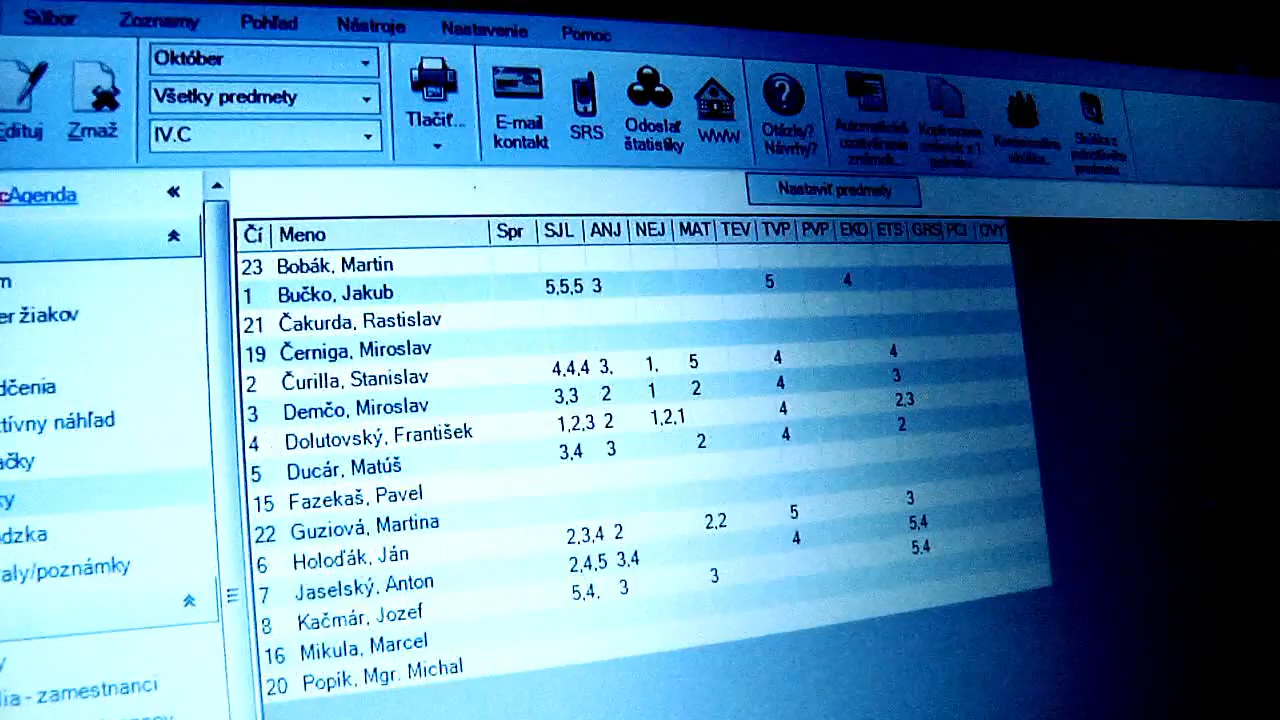 Súbor Zoznamy Pohľad Nástroje Nastavenie Pomoc
Edituj Zmaž
Október
Všetky predmety
IV.C
Tlačiť...
E-mail kontakt
SRS
Odoslať štatistiky
WWW
Otázky? Návrhy?
Nastaviť predmety
cAgenda
Čí Meno Spr SJL ANJ NEJ MAT TEV TVP PVP EKO ETS GRS PCI OVY
23 Bobák, Martin
1 Bučko, Jakub 5,5,5 3 5 4
21 Čakurda, Rastislav
19 Černiga, Miroslav
2 Čurilla, Stanislav 4,4,4 3, 1, 5 4 4
3 Demčo, Miroslav 3,3 2 1 2 4 3
4 Dolutovský, František 1,2,3 2 1,2,1 4 2,3
5 Ducár, Matúš 3,4 3 2 4 2
15 Fazekaš, Pavel
22 Guziová, Martina
6 Holoďák, Ján 2,3,4 2 2,2 5 3
7 Jaselský, Anton 2,4,5 3,4 4 5,4
8 Kačmár, Jozef 5,4, 3 3 5,4
16 Mikula, Marcel
20 Popik, Mgr. Michal
m
er žiakov
dčenia
tívny náhľad
ačky
ky
dzka
aly/poznámky
y
lia - zamestnanci